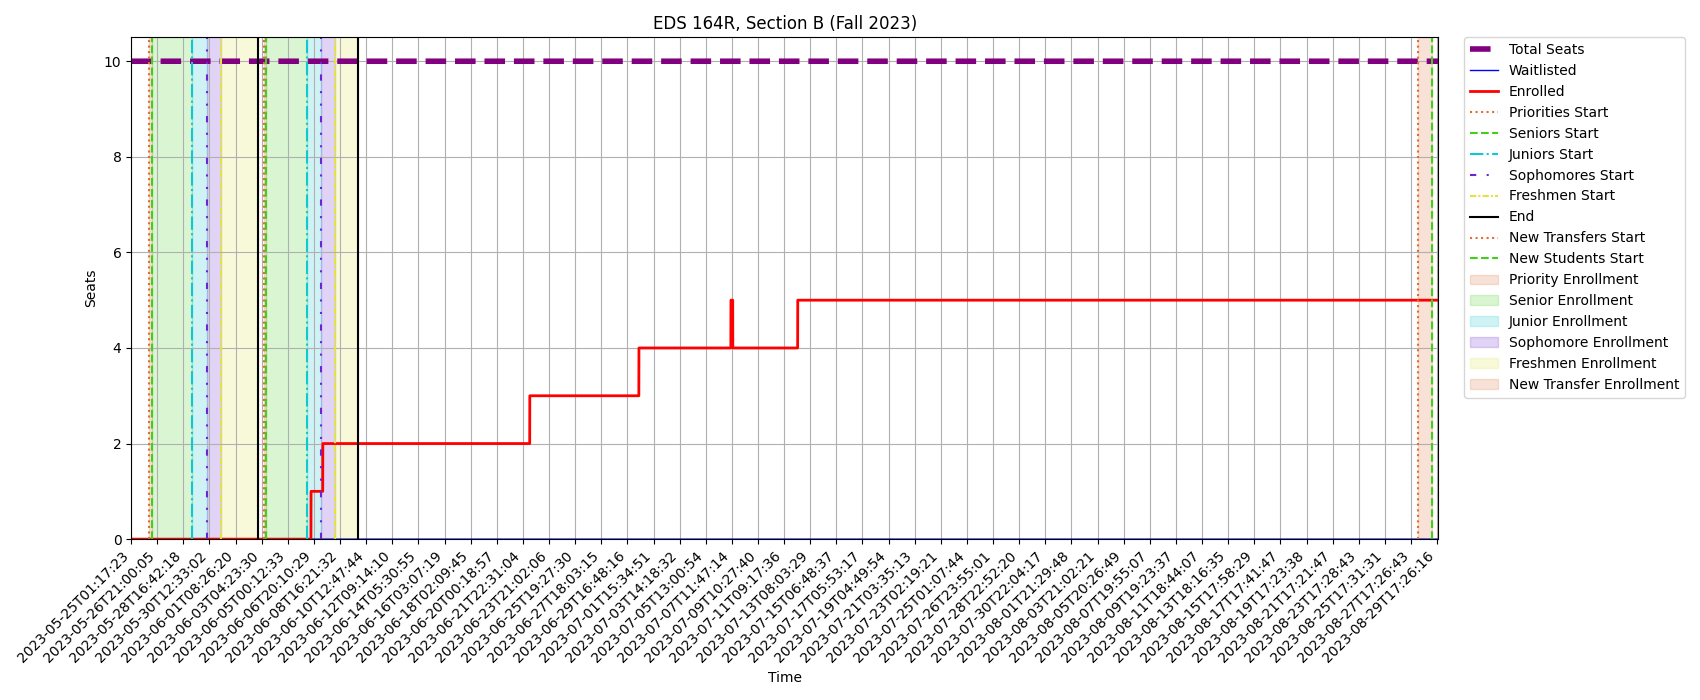 EDS 164R, Section B (Fall 2023)
Seats
10
8
6
4
2
0
2023-05-25T01:17:23
2023-05-26T21:00:05
2023-05-28T16:42:18
2023-05-30T12:33:02
2023-06-01T08:26:20
2023-06-03T04:23:30
2023-06-05T00:12:33
2023-06-06T20:10:29
2023-06-08T16:21:32
2023-06-10T12:47:44
2023-06-12T09:14:10
2023-06-14T05:30:55
2023-06-16T03:07:19
2023-06-18T02:09:45
2023-06-20T00:18:57
2023-06-21T22:31:04
2023-06-23T21:02:06
2023-06-25T19:27:30
2023-06-27T18:03:15
2023-06-29T16:48:16
2023-07-01T15:34:51
2023-07-03T14:18:32
2023-07-05T13:00:54
2023-07-07T11:47:14
2023-07-09T10:27:40
2023-07-11T09:17:36
2023-07-13T08:03:29
2023-07-15T06:48:37
2023-07-17T05:53:17
2023-07-19T04:49:54
2023-07-21T03:35:13
2023-07-23T02:19:21
2023-07-25T01:07:44
2023-07-26T23:55:01
2023-07-28T22:52:20
2023-07-30T22:04:17
2023-08-01T21:29:48
2023-08-03T21:02:21
2023-08-05T20:26:49
2023-08-07T19:55:07
2023-08-09T19:23:37
2023-08-11T18:44:07
2023-08-13T18:16:35
2023-08-15T17:58:29
2023-08-17T17:41:47
2023-08-19T17:23:38
2023-08-21T17:21:47
2023-08-23T17:28:43
2023-08-25T17:31:31
2023-08-27T17:26:43
2023-08-29T17:26:16
Time
Total Seats
Waitlisted
Enrolled
Priorities Start
Seniors Start
Juniors Start
Sophomores Start
Freshmen Start
End
New Transfers Start
New Students Start
Priority Enrollment
Senior Enrollment
Junior Enrollment
Sophomore Enrollment
Freshmen Enrollment
New Transfer Enrollment